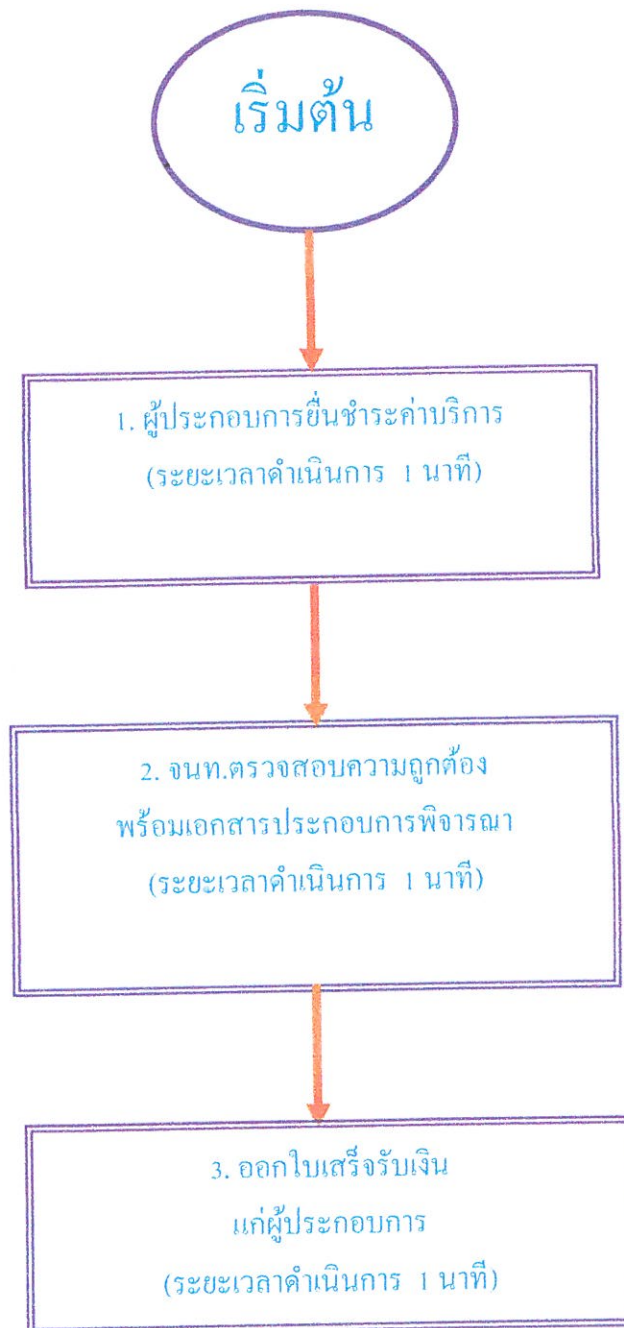 เริ่มต้น
1. ผู้ประกอบการยื่นชำระค่าบริการ
(ระยะเวลาดำเนินการ 1 นาที)
2. จนท.ตรวจสอบความถูกต้อง
พร้อมเอกสารประกอบการพิจารณา
(ระยะเวลาดำเนินการ 1 นาที)
3. ออกใบเสร็จรับเงิน
แก่ผู้ประกอบการ
(ระยะเวลาดำเนินการ 1 นาที)